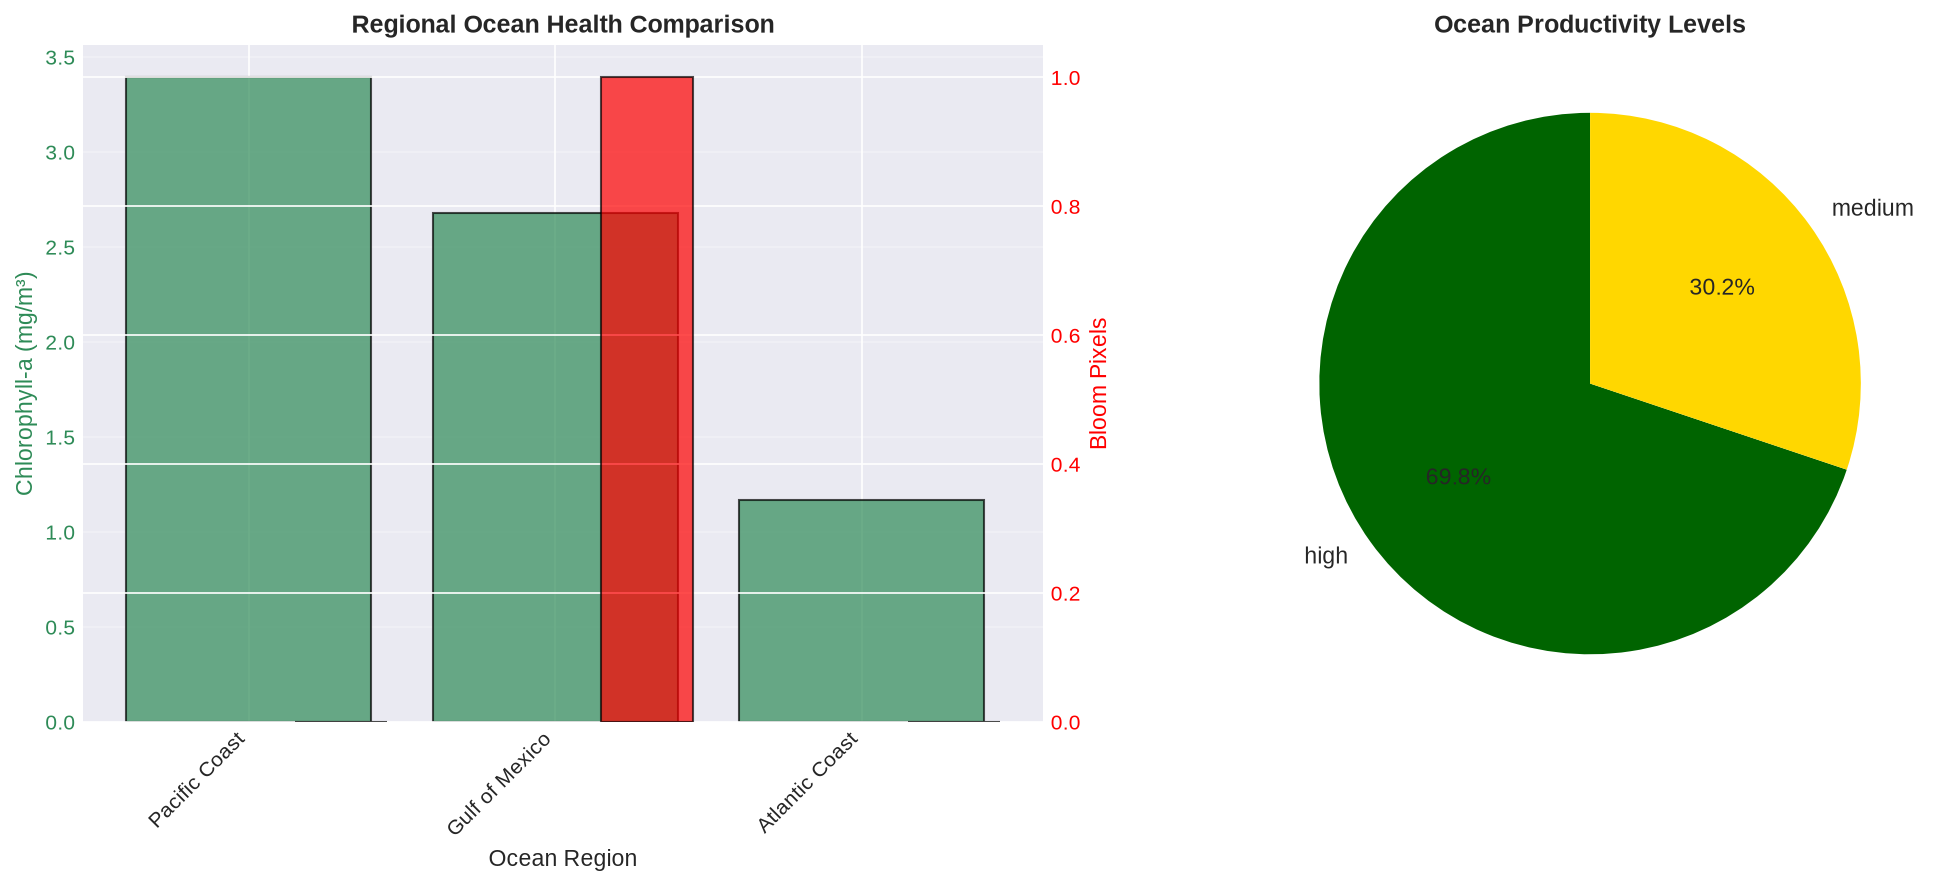 Regional Ocean Health Comparison
3.5
3.0
2.5
2.0
1.5
1.0
0.5
0.0
Chlorophyll-a (mg/m³)
1.0
0.8
0.6
0.4
0.2
0.0
Bloom Pixels
Pacific Coast
Gulf of Mexico
Atlantic Coast
Ocean Region
Ocean Productivity Levels
medium
30.2%
69.8%
high